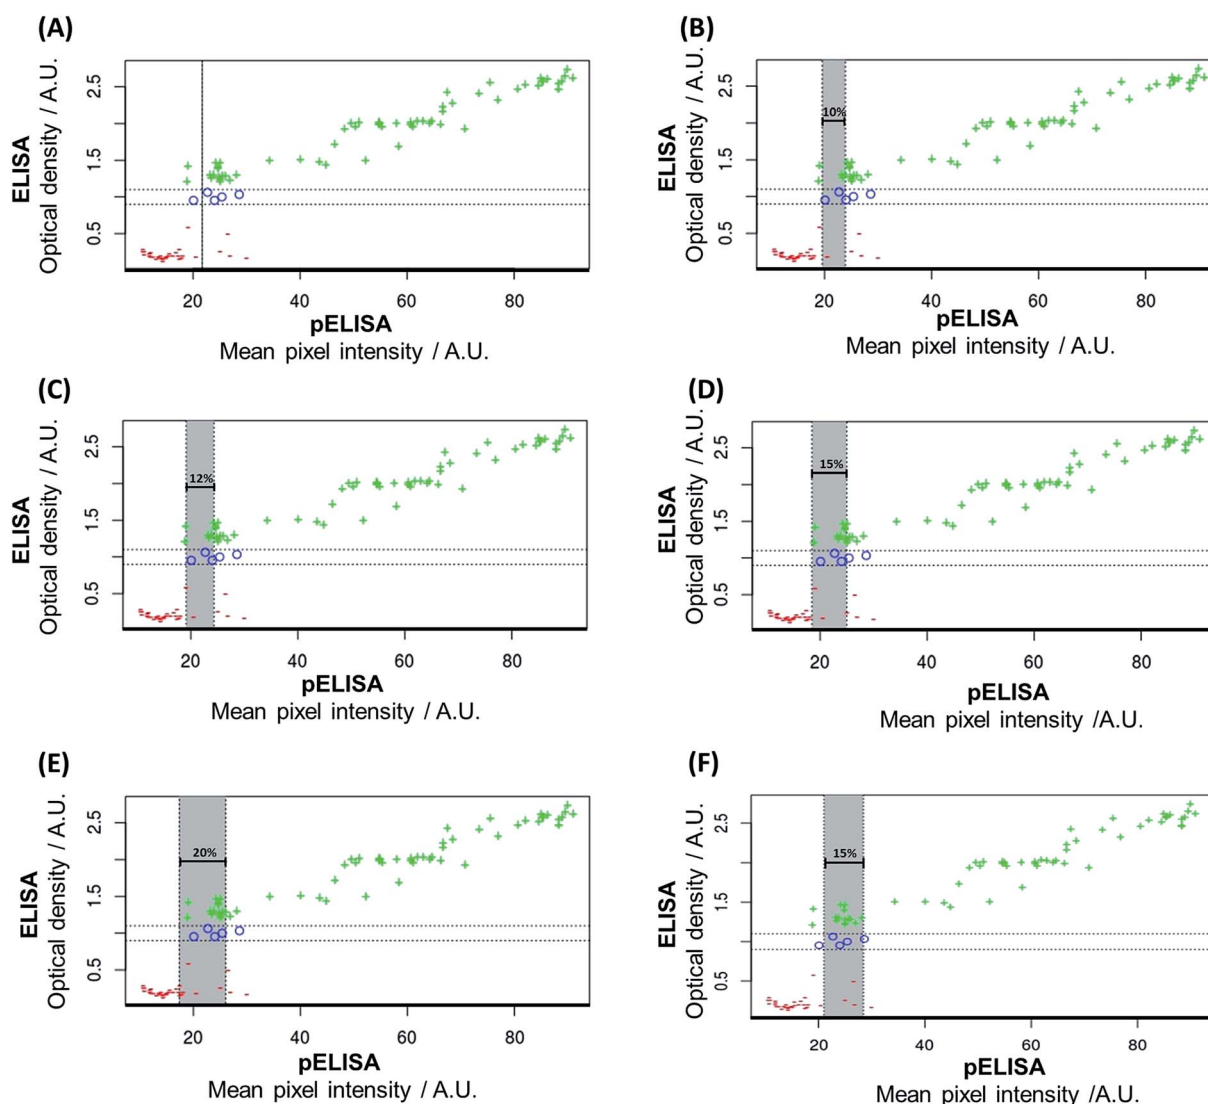 (A)
ELISA
Optical density / A.U.
2.5
1.5
0.5
20 40 60 80
pELISA
Mean pixel intensity / A.U.
(B)
ELISA
Optical density / A.U.
2.5
1.5
0.5
10%
20 40 60 80
pELISA
Mean pixel intensity / A.U.
(C)
ELISA
Optical density / A.U.
2.5
1.5
0.5
12%
20 40 60 80
pELISA
Mean pixel intensity / A.U.
(D)
ELISA
Optical density / A.U.
2.5
1.5
0.5
15%
20 40 60 80
pELISA
Mean pixel intensity /A.U.
(E)
ELISA
Optical density / A.U.
2.5
1.5
0.5
20%
20 40 60 80
pELISA
Mean pixel intensity / A.U.
(F)
ELISA
Optical density / A.U.
2.5
1.5
0.5
15%
20 40 60 80
pELISA
Mean pixel intensity /A.U.